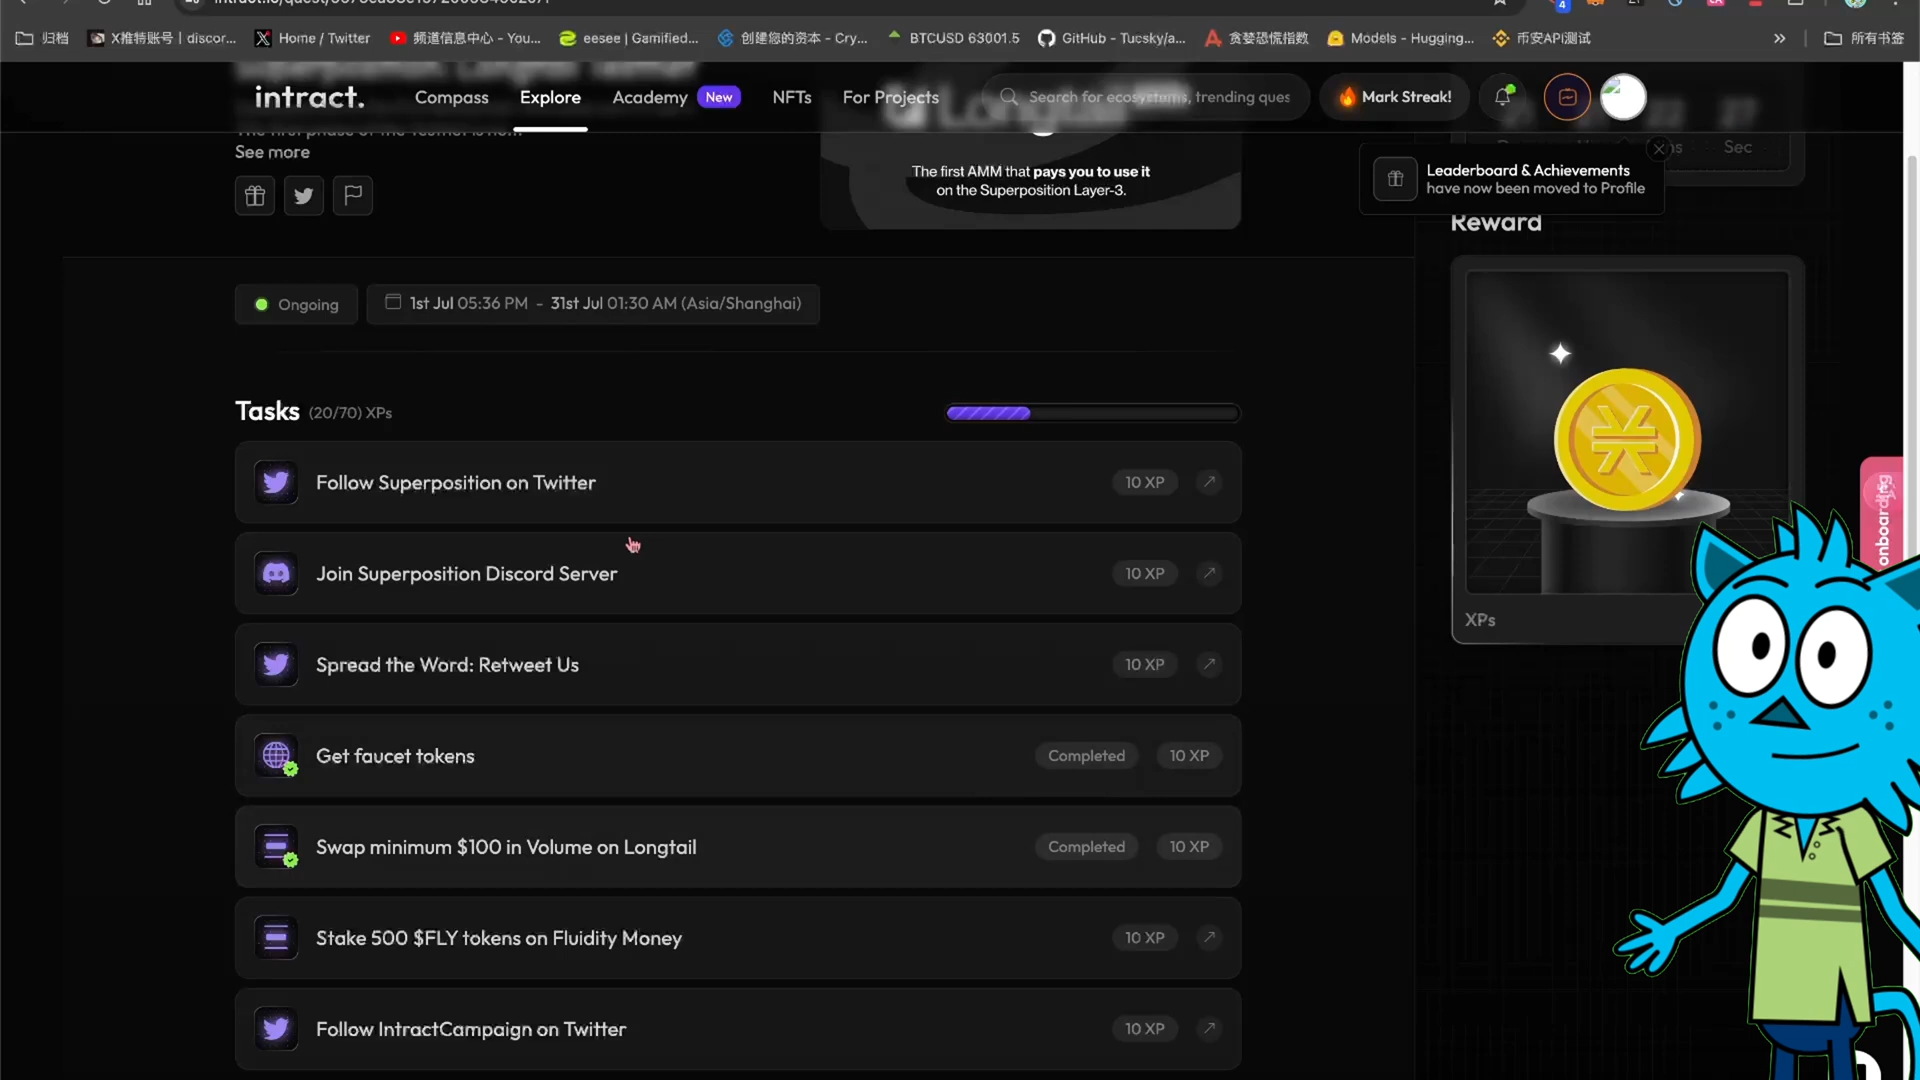 归档
X推特账号 | discor...
Home / Twitter
频道信息中心 - You...
eesee | Gamified...
创建您的资本 - Cry...
BTCUSD 63001.5
GitHub - Tucsky/a...
贪婪恐慌指数
Models - Hugging...
币安API测试
»
所有书签
4
intract.
Compass
Explore
Academy
New
NFTs
For Projects
Search for ecosystems, trending ques
Mark Streak!
See more
The first AMM that pays you to use it
on the Superposition Layer-3.
Sec
Leaderboard & Achievements
have now been moved to Profile
Reward
Ongoing
1st Jul 05:36 PM - 31st Jul 01:30 AM (Asia/Shanghai)
Tasks (20/70) XPs
Follow Superposition on Twitter
10 XP
Join Superposition Discord Server
10 XP
Spread the Word: Retweet Us
10 XP
Get faucet tokens
Completed
10 XP
Swap minimum $100 in Volume on Longtail
Completed
10 XP
Stake 500 $FLY tokens on Fluidity Money
10 XP
Follow IntractCampaign on Twitter
10 XP
XPs
onboarding